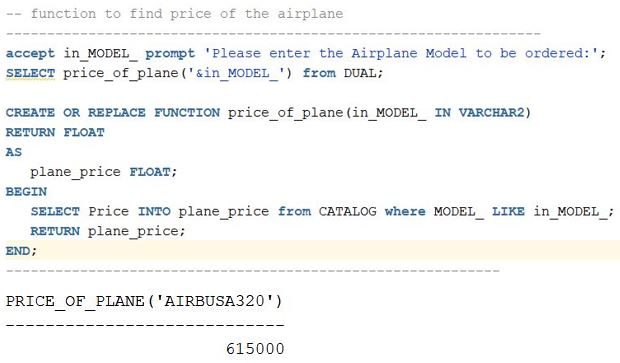 -- function to find price of the airplane
------------------------------------------------------------------
accept in_MODEL_ prompt 'Please enter the Airplane Model to be ordered:';
SELECT price_of_plane('&in_MODEL_') from DUAL;
CREATE OR REPLACE FUNCTION price_of_plane(in_MODEL_ IN VARCHAR2)
RETURN FLOAT
AS
plane_price FLOAT;
BEGIN
SELECT Price INTO plane_price from CATALOG where MODEL_ LIKE in_MODEL_;
RETURN plane_price;
END;
-------------------------------------------------------------
PRICE_OF_PLANE('AIRBUSA320')
----------------------------
615000